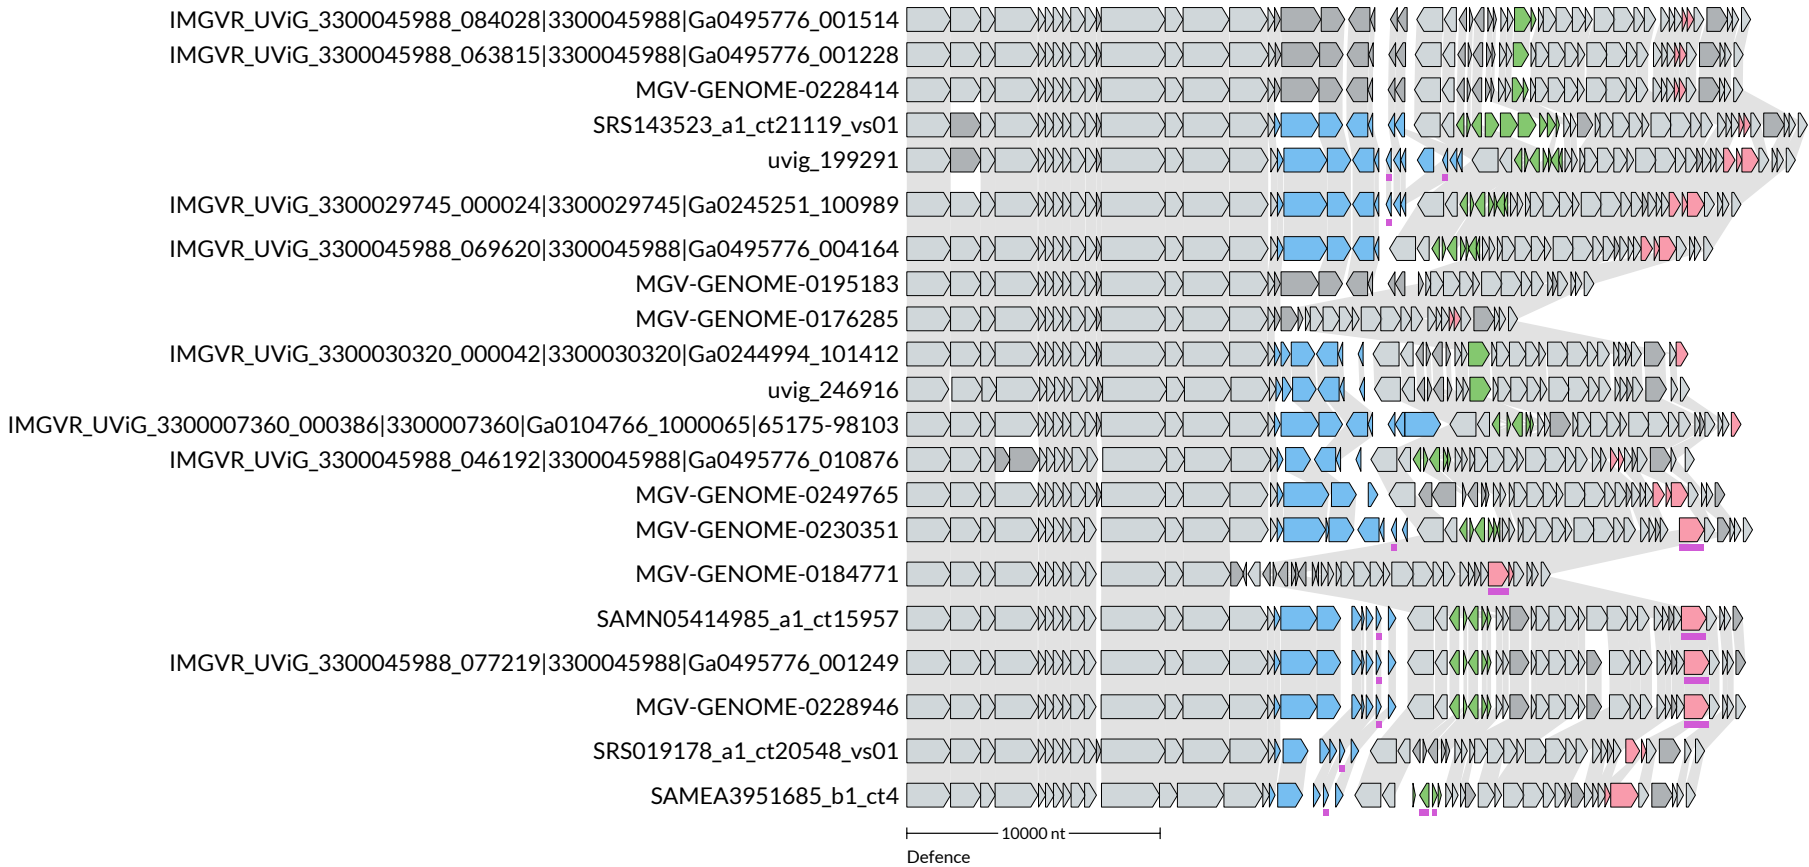 IMGVR_UViG_3300045988_084028|3300045988|Ga0495776_001514
IMGVR_UViG_3300045988_063815|3300045988|Ga0495776_001228
MGV-GENOME-0228414
SRS143523_a1_ct21119_vs01
uvig_199291
IMGVR_UViG_3300029745_000024|3300029745|Ga0245251_100989
IMGVR_UViG_3300045988_069620|3300045988|Ga0495776_004164
MGV-GENOME-0195183
MGV-GENOME-0176285
IMGVR_UViG_3300030320_000042|3300030320|Ga0244994_101412
uvig_246916
IMGVR_UViG_3300007360_000386|3300007360|Ga0104766_1000065|65175-98103
IMGVR_UViG_3300045988_046192|3300045988|Ga0495776_010876
MGV-GENOME-0249765
MGV-GENOME-0230351
MGV-GENOME-0184771
SAMN05414985_a1_ct15957
IMGVR_UViG_3300045988_077219|3300045988|Ga0495776_001249
MGV-GENOME-0228946
SRS019178_a1_ct20548_vs01
SAMEA3951685_b1_ct4
10000 nt
Defence